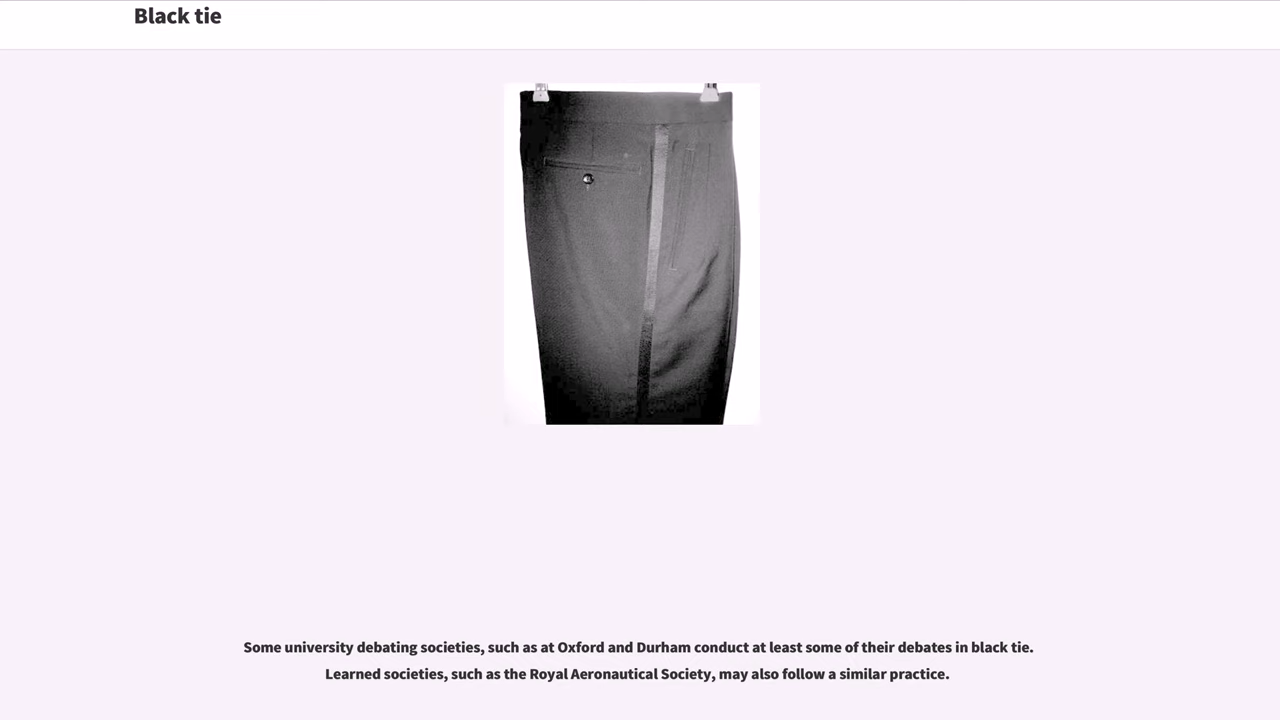 Black tie
Some university debating societies, such as at Oxford and Durham conduct at least some of their debates in black tie.
Learned societies, such as the Royal Aeronautical Society, may also follow a similar practice.